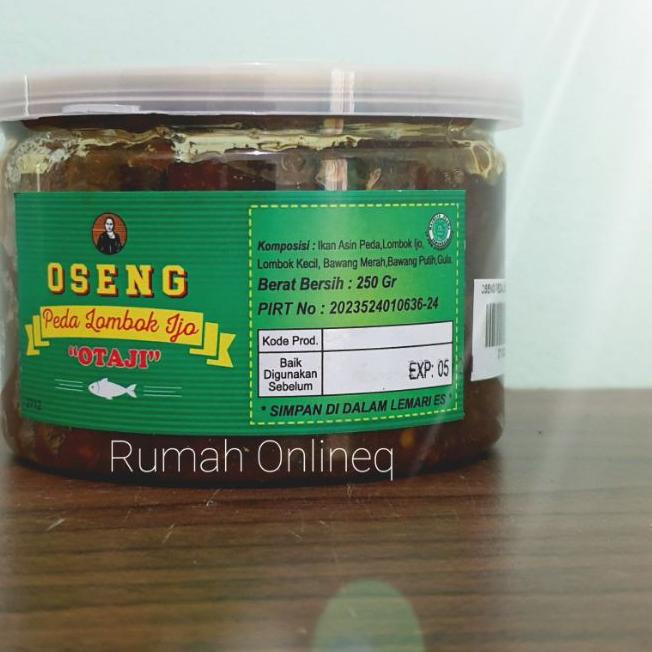 OSENG
Peda Lombok Ijo
"OTAJI"
Komposisi : Ikan Asin Peda,Lombok Ijo,
Lombok Kecil, Bawang Merah,Bawang Putih,Gula.
Berat Bersih : 250 Gr
PIRT No : 2023524010636-24
Kode Prod.
Baik
Digunakan
Sebelum
EXP: 05
* SIMPAN DI DALAM LEMARI ES *
Rumah Onlineq